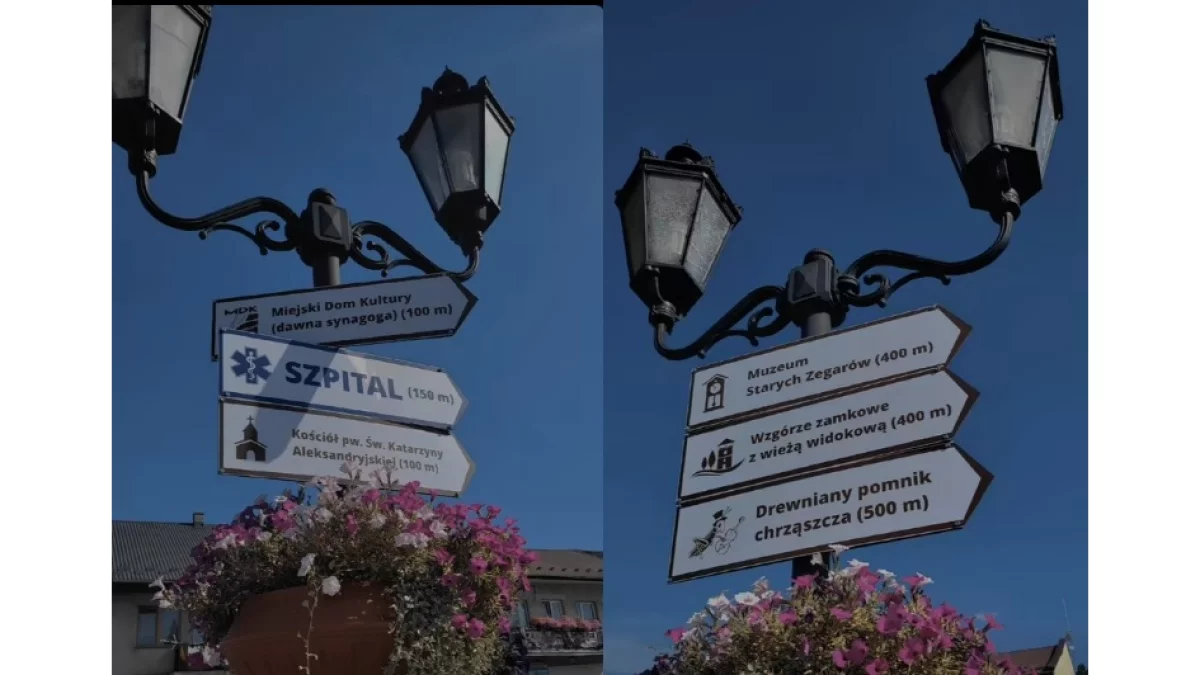 MDK
Miejski Dom Kultury
(dawna synagoga) (100 m)
SZPITAL (150 m)
Kościół pw. Św. Katarzyny
Aleksandryjskiej (100 m)
Muzeum
Starych Zegarów (400 m)
Wzgórze zamkowe
z wieżą widokową (400 m)
Drewniany pomnik
chrząszcza (500 m)